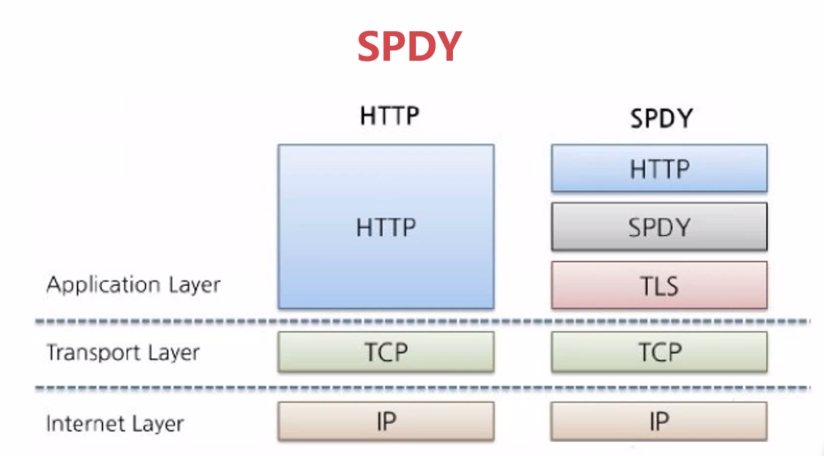 SPDY
HTTP SPDY
HTTP HTTP
SPDY
Application Layer TLS
Transport Layer TCP TCP
Internet Layer IP IP